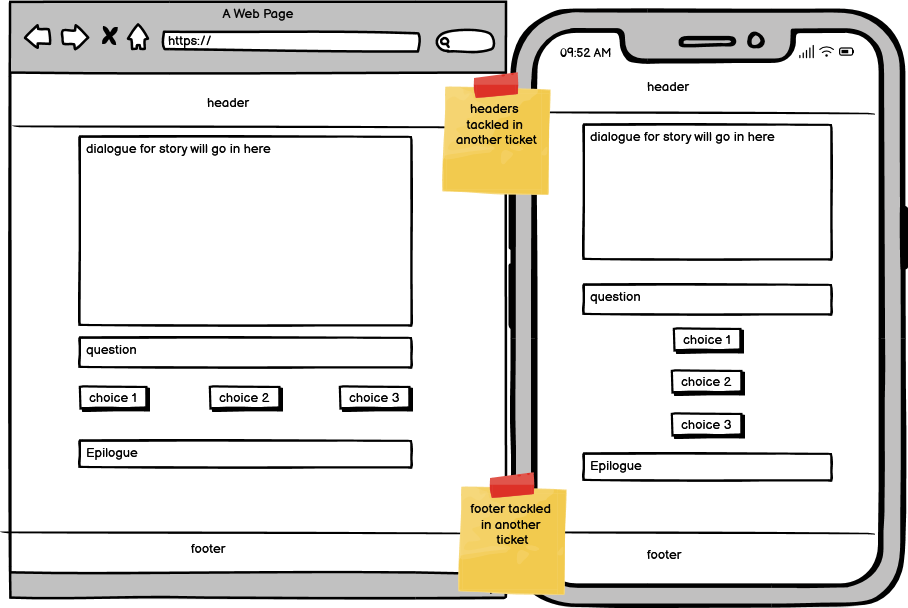 A Web Page
https://
header
dialogue for story will go in here
question
choice 1
choice 2
choice 3
Epilogue
footer
headers
tackled in
another ticket
footer tackled
in another
ticket
09:52 AM
header
dialogue for story will go in here
question
choice 1
choice 2
choice 3
Epilogue
footer